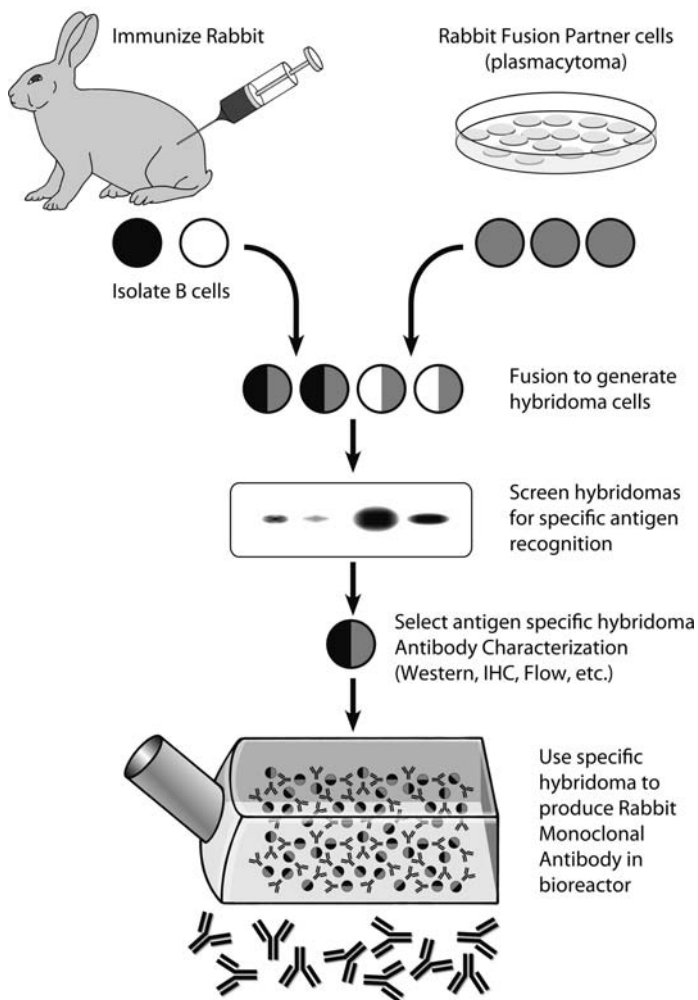 Immunize Rabbit
Rabbit Fusion Partner cells
(plasmacytoma)
Isolate B cells
Fusion to generate
hybridoma cells
Screen hybridomas
for specific antigen
recognition
Select antigen specific hybridoma
Antibody Characterization
(Western, IHC, Flow, etc.)
Use specific
hybridoma to
produce Rabbit
Monoclonal
Antibody in
bioreactor